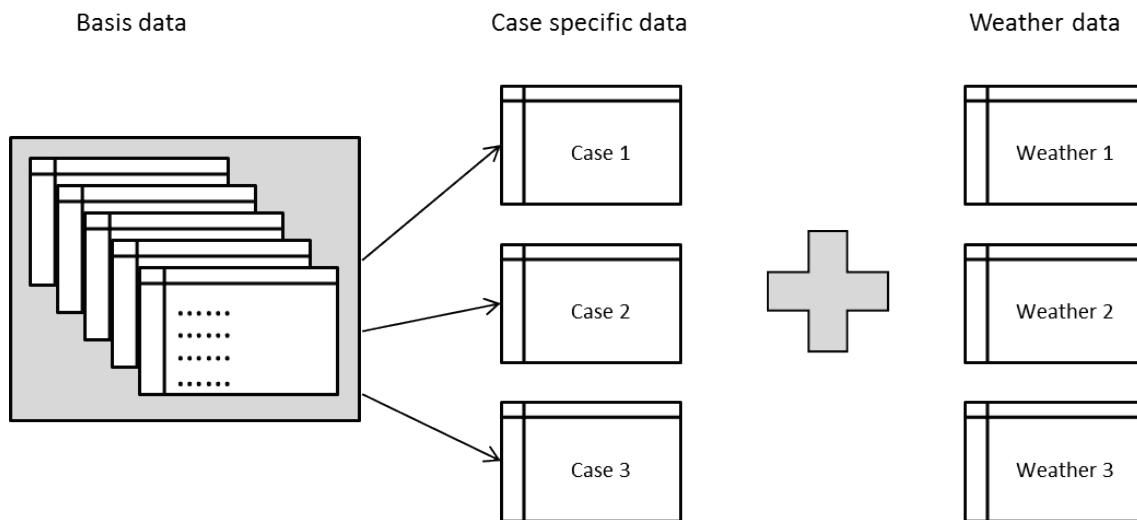 Basis data
Case specific data
Weather data
Case 1
Weather 1
Case 2
Weather 2
Case 3
Weather 3